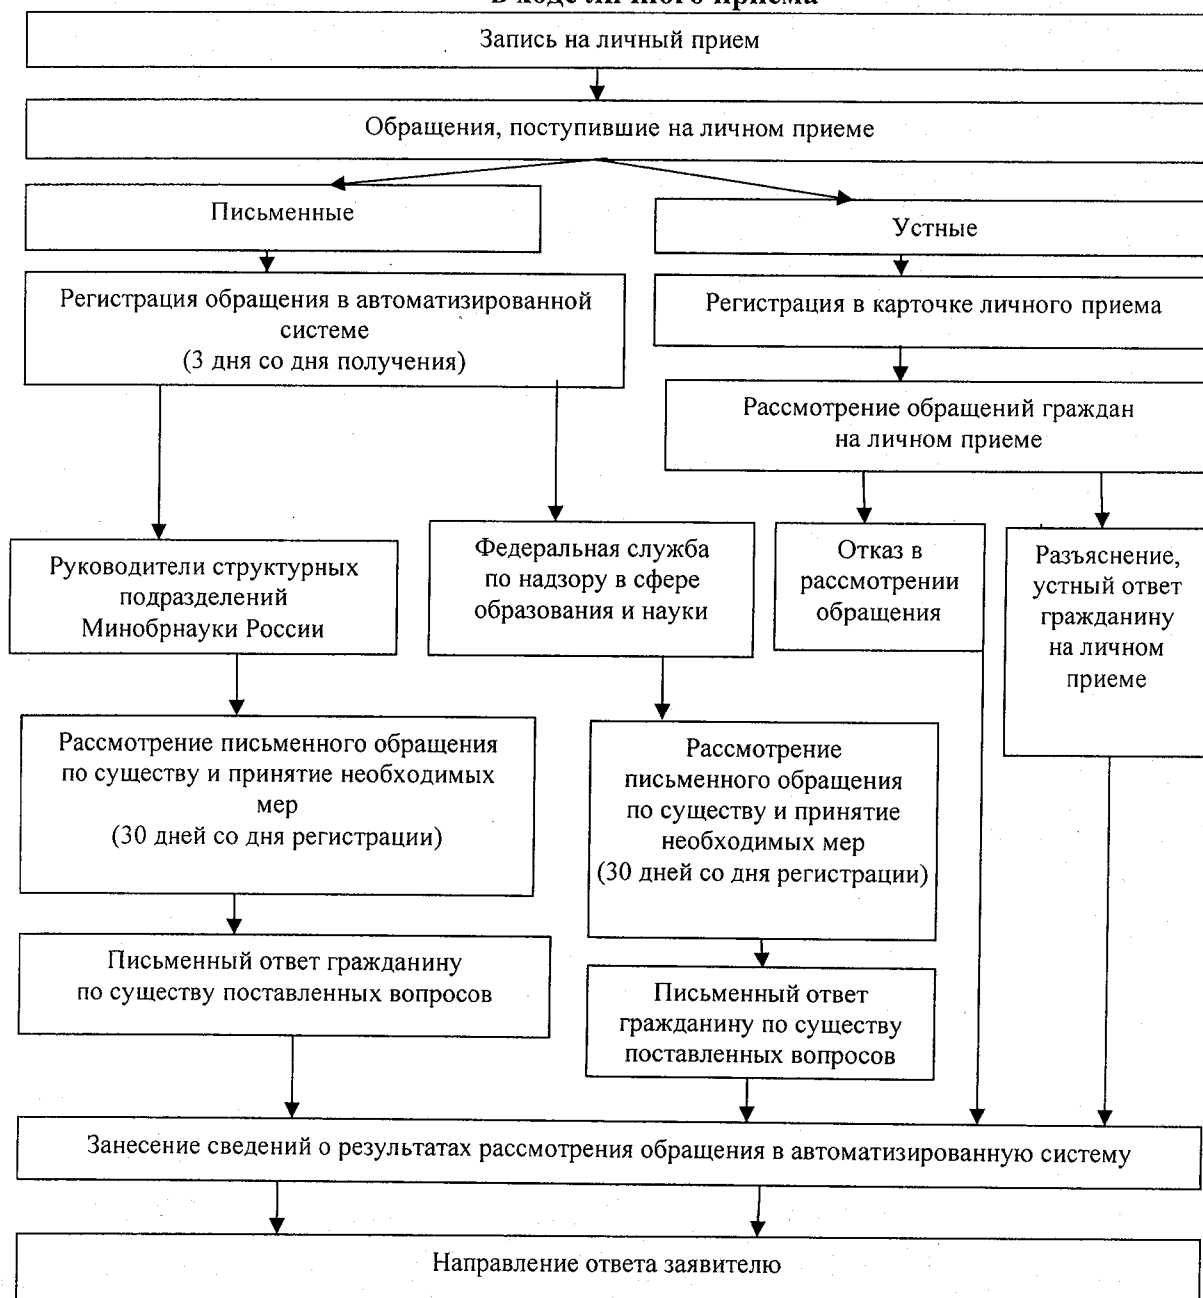 в ходе личного приема
Запись на личный прием
Обращения, поступившие на личном приеме
Письменные
Устные
Регистрация обращения в автоматизированной
системе
(3 дня со дня получения)
Регистрация в карточке личного приема
Рассмотрение обращений граждан
на личном приеме
Руководители структурных
подразделений
Минобрнауки России
Федеральная служба
по надзору в сфере
образования и науки
Отказ в
рассмотрении
обращения
Разъяснение,
устный ответ
гражданину
на личном
приеме
Рассмотрение письменного обращения
по существу и принятие необходимых
мер
(30 дней со дня регистрации)
Рассмотрение
письменного обращения
по существу и принятие
необходимых мер
(30 дней со дня регистрации)
Письменный ответ гражданину
по существу поставленных вопросов
Письменный ответ
гражданину по существу
поставленных вопросов
Занесение сведений о результатах рассмотрения обращения в автоматизированную систему
Направление ответа заявителю